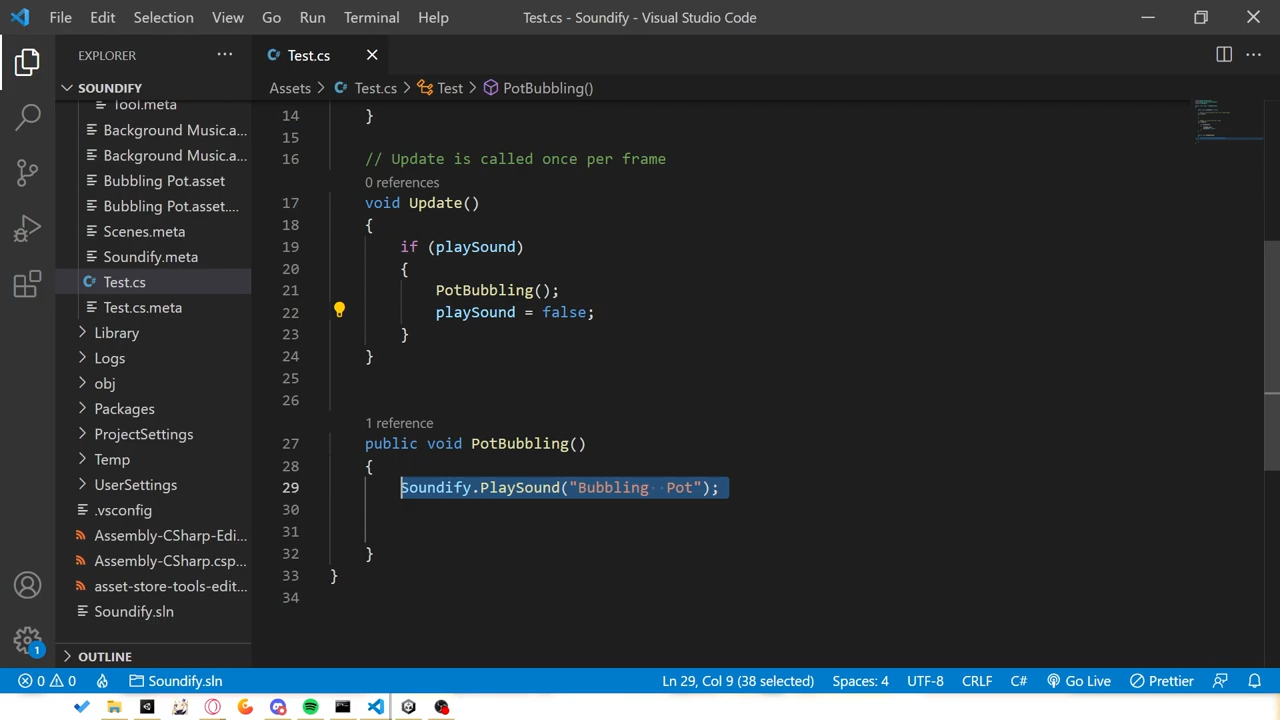 File Edit Selection View Go Run Terminal Help Test.cs - Soundify - Visual Studio Code
EXPLORER ···
Test.cs
SOUNDIFY
Assets > Test.cs > Test > PotBubbling()
Tool.meta
Background Music.a...
Background Music.a...
Bubbling Pot.asset
Bubbling Pot.asset....
Scenes.meta
Soundify.meta
Test.cs
Test.cs.meta
Library
Logs
obj
Packages
ProjectSettings
Temp
UserSettings
.vsconfig
Assembly-CSharp-Edi...
Assembly-CSharp.csp...
asset-store-tools-edit...
Soundify.sln
OUTLINE
14 }
15
16 // Update is called once per frame
0 references
17 void Update()
18 {
19 if (playSound)
20 {
21 PotBubbling();
22 playSound = false;
23 }
24 }
25
26
1 reference
27 public void PotBubbling()
28 {
29 Soundify.PlaySound("Bubbling  Pot");
30
31
32 }
33 }
34
1
0 0 Soundify.sln Ln 29, Col 9 (38 selected) Spaces: 4 UTF-8 CRLF C# Go Live Prettier